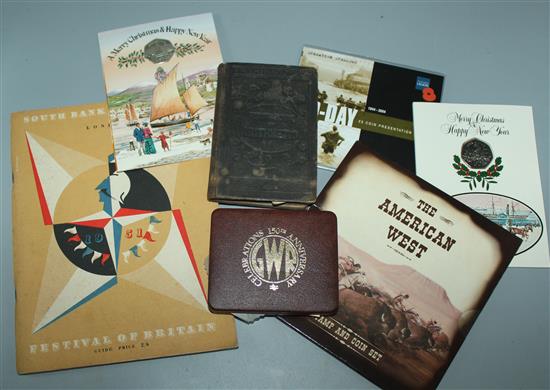 A Merry Christmas & Happy New Year
SOUTH BANK
1951
FESTIVAL OF BRITAIN
GUIDE PRICE 2/6
D-DAY
1944 - 2004
£5 COIN PRESENTATION
Merry Christmas
Happy New Year
CELEBRATIONS 150TH ANNIVERSARY
GWR
THE
AMERICAN
WEST
STAMP AND COIN SET